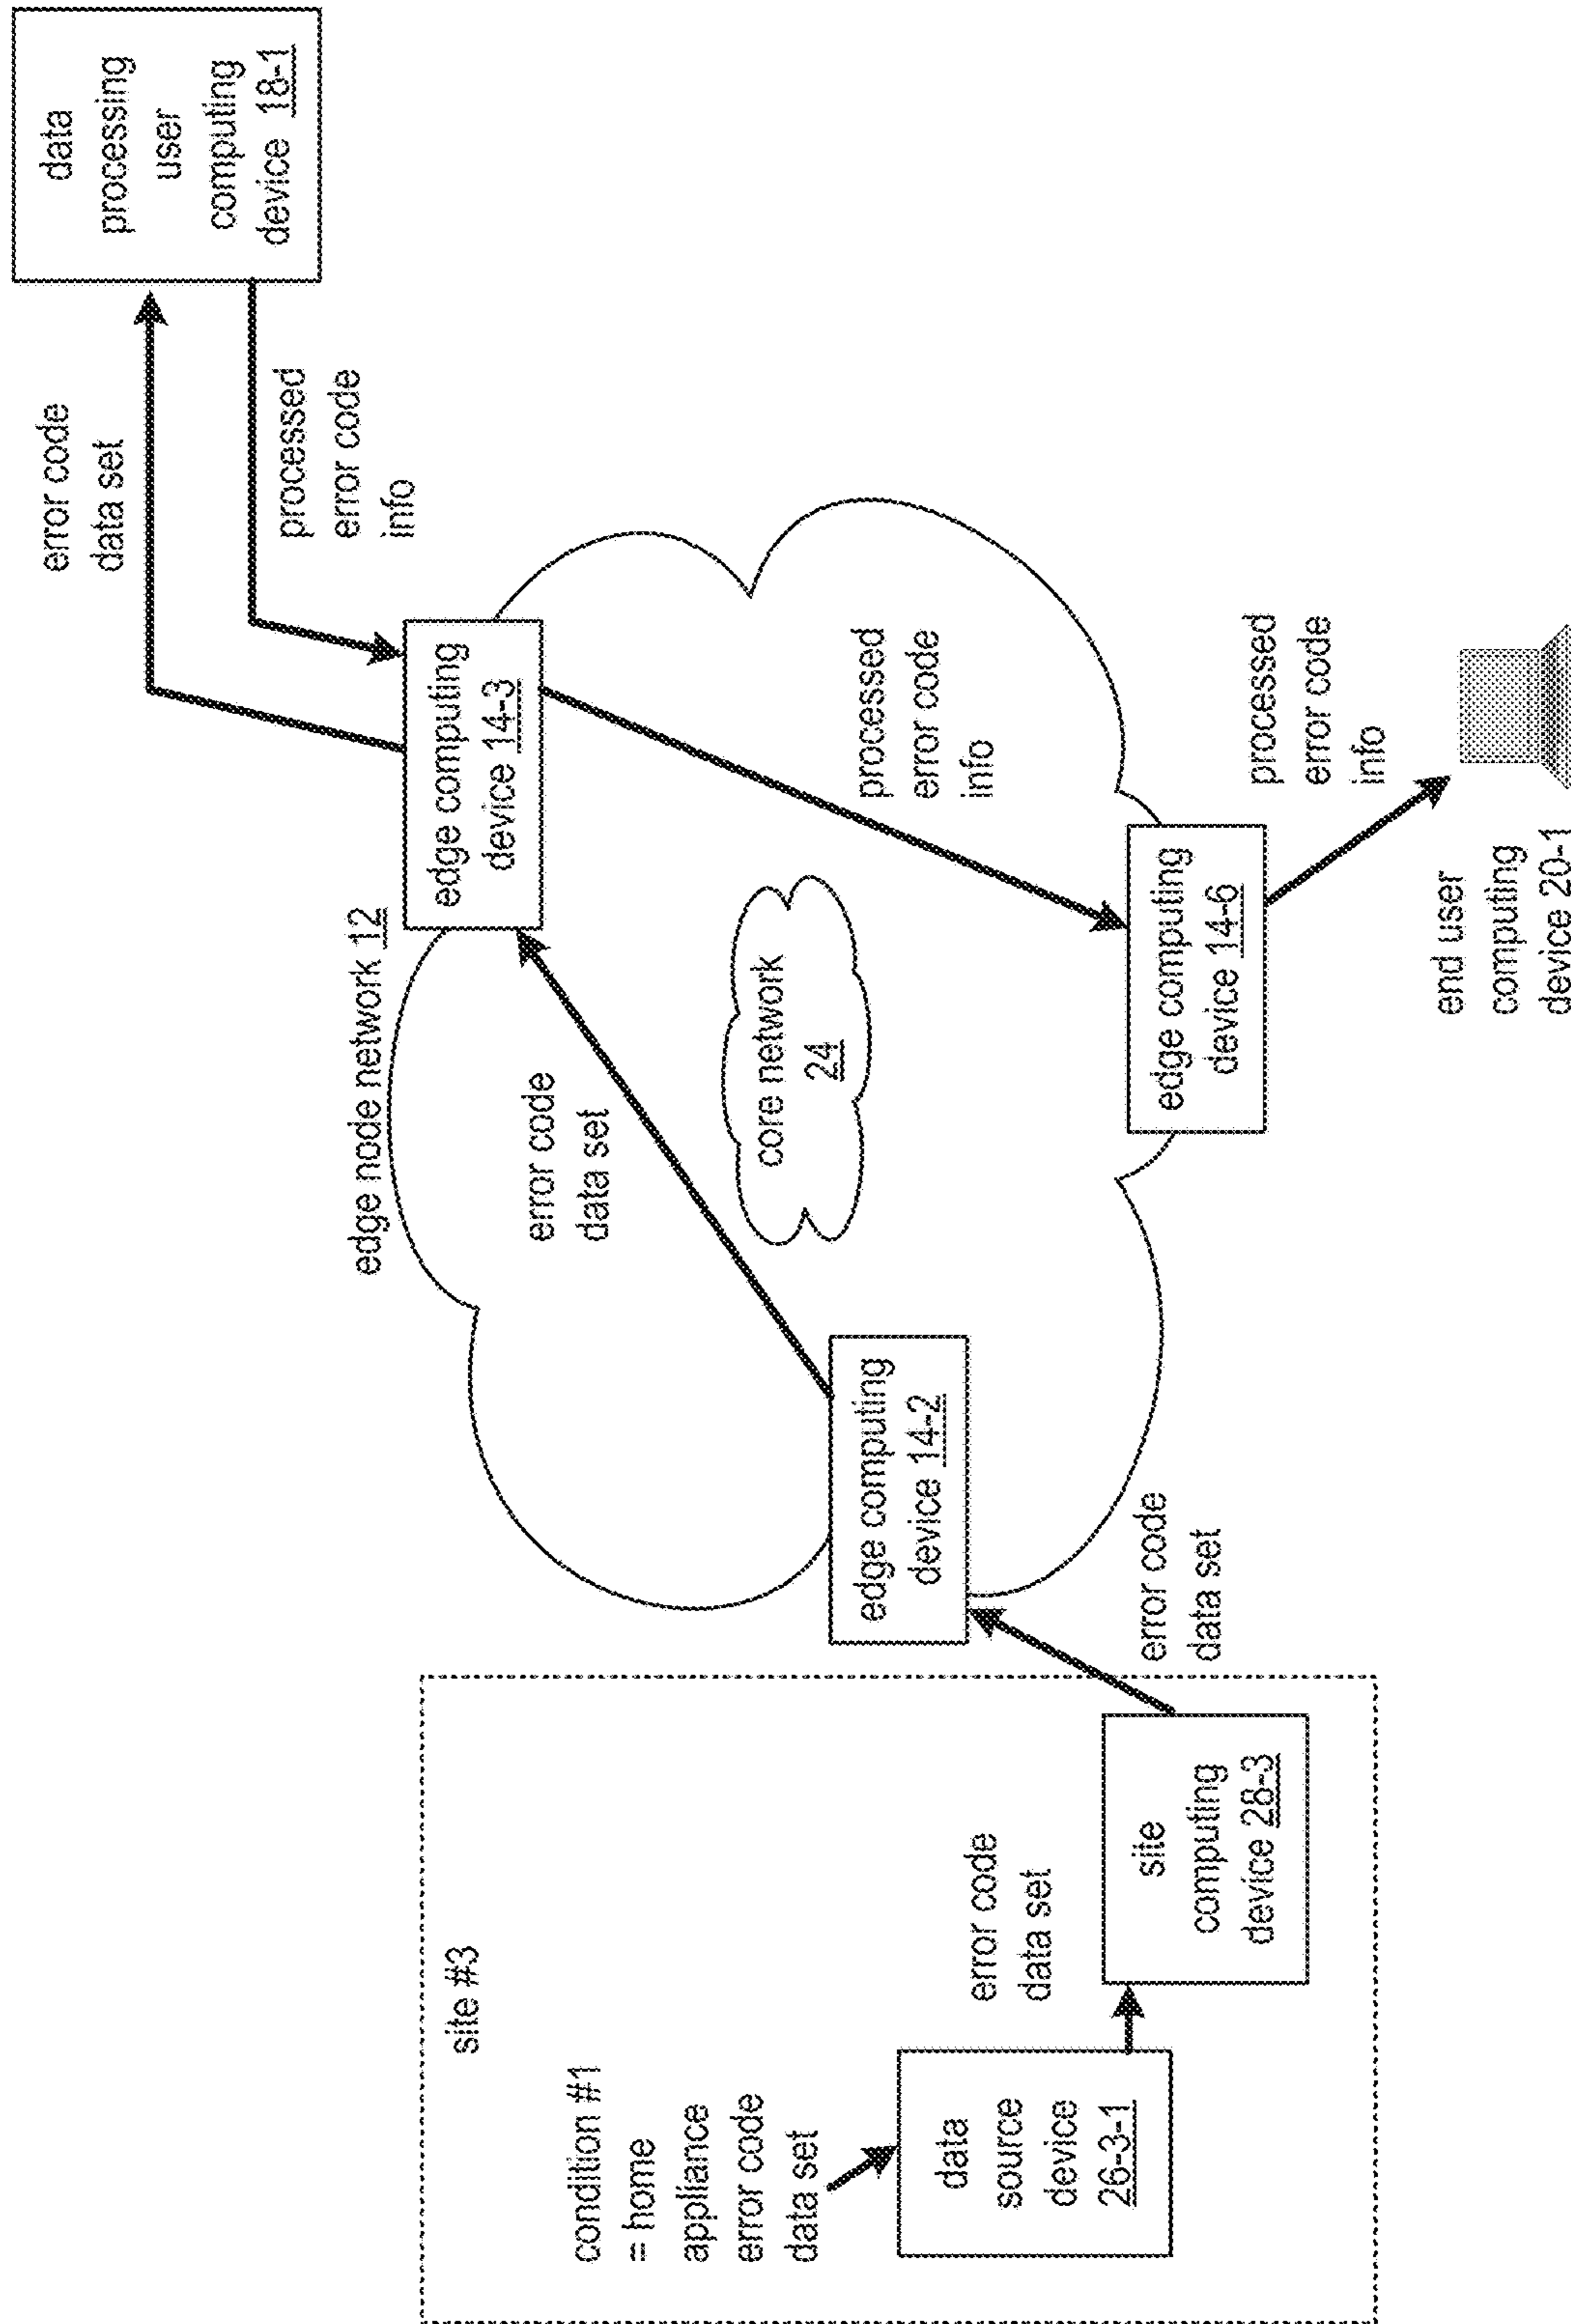 site #3
condition #1
= home
appliance
error code
data set
data
source
device
26-3-1
error code
data set
site
computing
device 28-3
error code
data set
edge computing
device 14-2
edge node network 12
error code
data set
core network
24
edge computing
device 14-3
error code
data set
processed
error code
info
data
processing
user
computing
device 18-1
processed
error code
info
edge computing
device 14-6
processed
error code
info
end user
computing
device 20-1